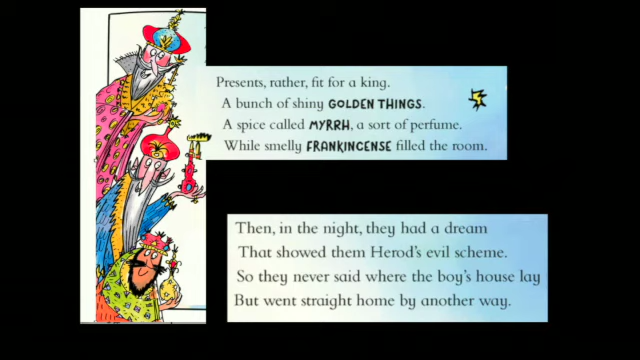 Presents, rather, fit for a king.
A bunch of shiny GOLDEN THINGS.
A spice called MYRRH, a sort of perfume.
While smelly FRANKINCENSE filled the room.
Then, in the night, they had a dream
That showed them Herod's evil scheme.
So they never said where the boy's house lay
But went straight home by another way.